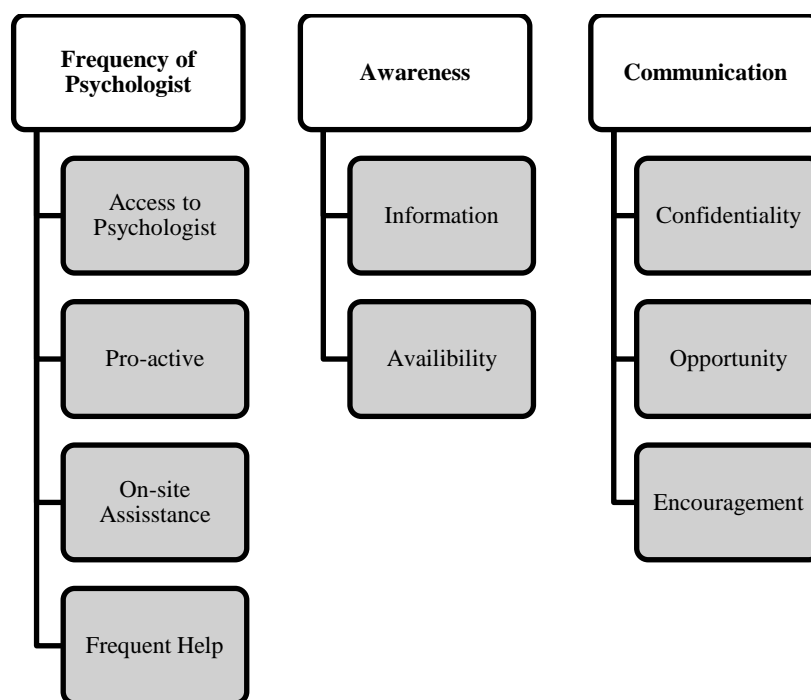 Frequency of
Psychologist
Access to
Psychologist
Pro-active
On-site
Assisstance
Frequent Help
Awareness
Information
Availibility
Communication
Confidentiality
Opportunity
Encouragement